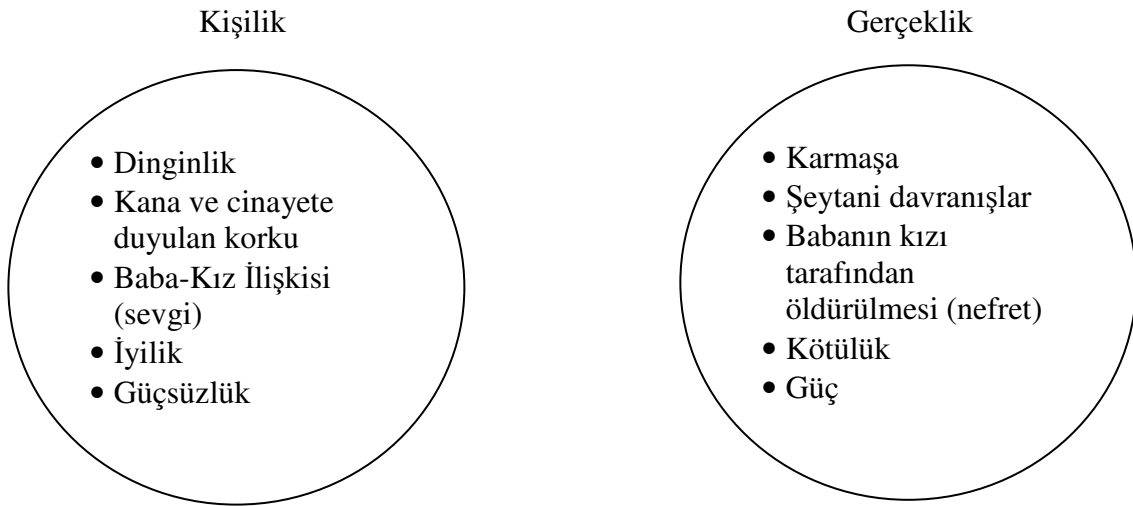 Kişilik
• Dinginlik
• Kana ve cinayete
duyulan korku
• Baba-Kız İlişkisi
(sevgi)
• İyilik
• Güçsüzlük
Gerçeklik
• Karmaşa
• Şeytani davranışlar
• Babanın kızı
tarafından
öldürülmesi (nefret)
• Kötülük
• Güç